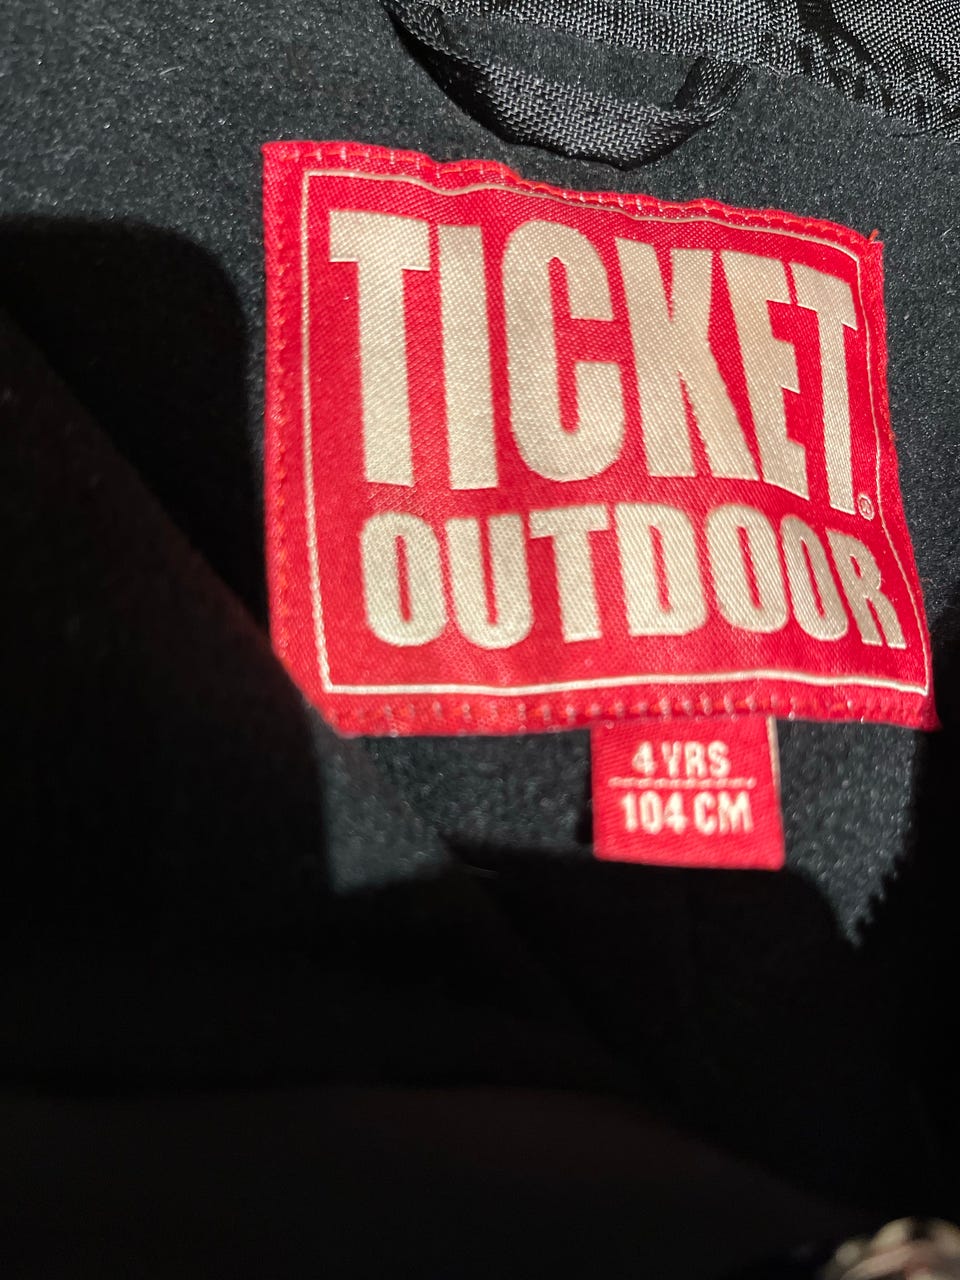 TICKET®
OUTDOOR
4 YRS
104 CM